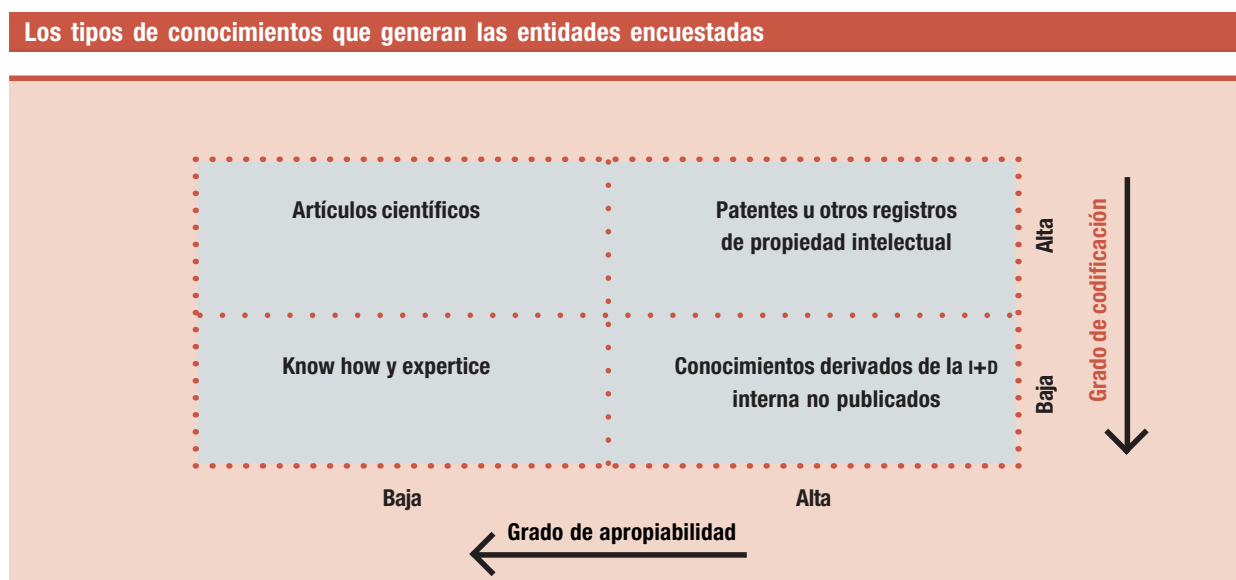 Los tipos de conocimientos que generan las entidades encuestadas
Artículos científicos
Patentes u otros registros
de propiedad intelectual
Alta
Grado de codificación
Know how y expertice
Conocimientos derivados de la I+D
interna no publicados
Baja
Baja
Alta
Grado de apropiabilidad